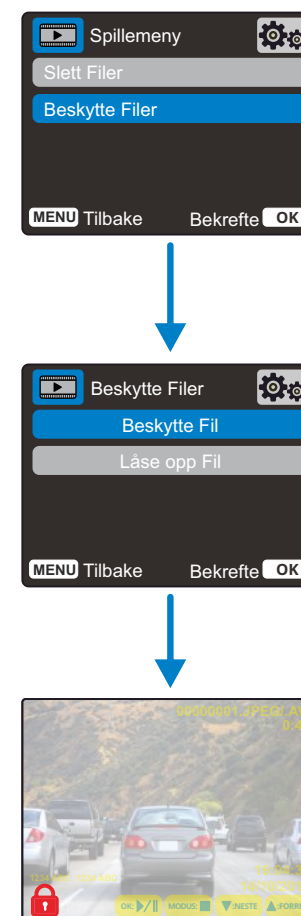 Spillemeny
Slett Filer
Beskytte Filer
MENU Tilbake Bekrefte OK
Beskytte Filer
Beskytte Fil
Låse opp Fil
MENU Tilbake Bekrefte OK
OK: MODUS: :NESTE